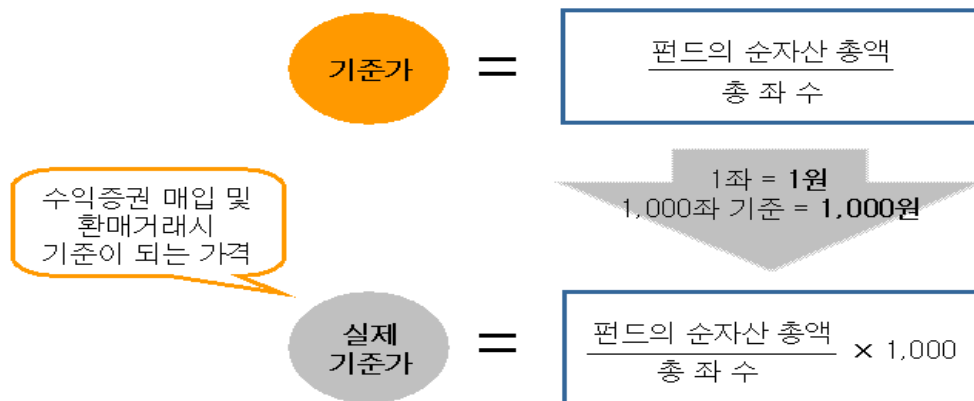 기준가
=
펀드의 순자산 총액
총 좌 수
1좌 = 1원
1,000좌 기준 = 1,000원
수익증권 매입 및
환매거래시
기준이 되는 가격
실제
기준가
=
펀드의 순자산 총액
총 좌 수
× 1,000